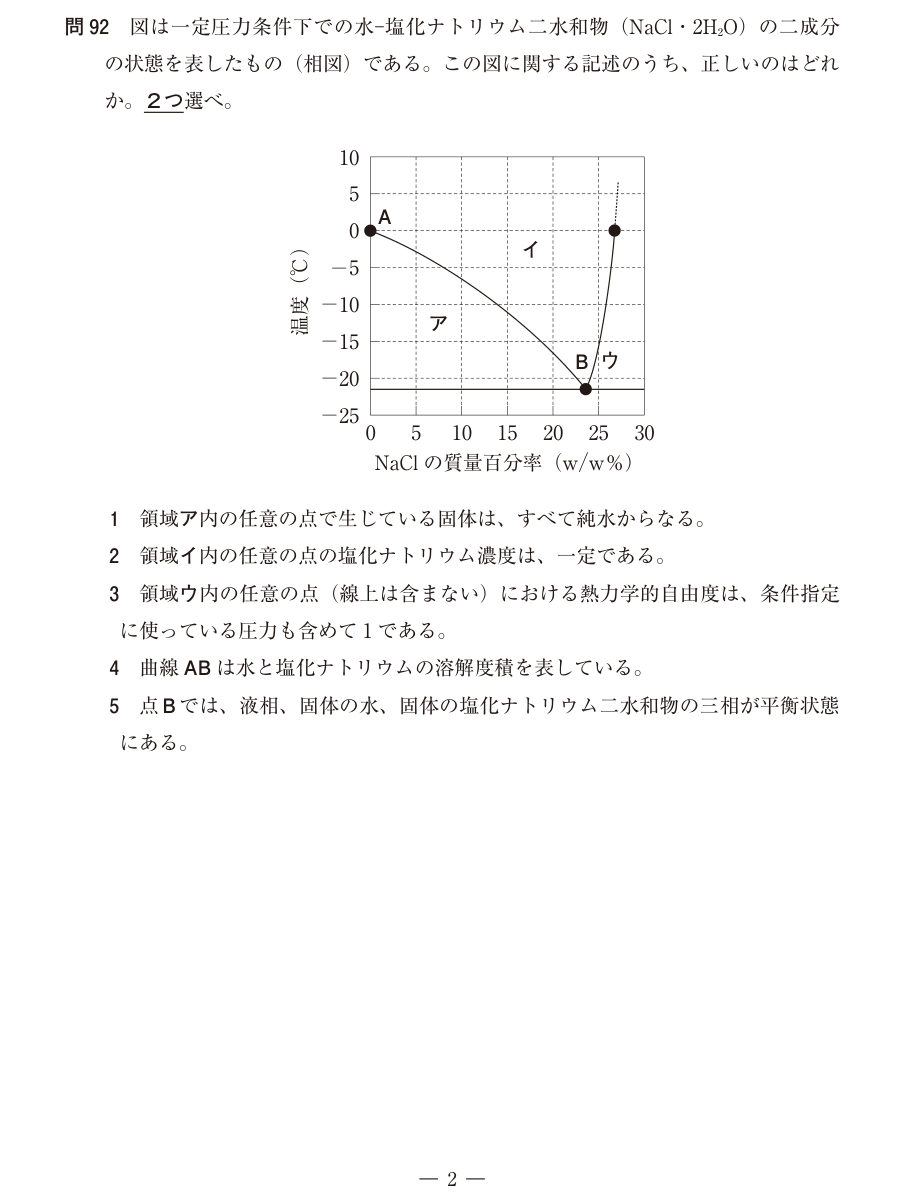 問 92　図は一定圧力条件下での水−塩化ナトリウム二水和物（NaCl・2H₂O）の二成分
の状態を表したもの（相図）である。この図に関する記述のうち、正しいのはどれ
か。２つ選べ。
10
5
0
−5
−10
−15
−20
−25
温度（℃）
A
イ
ア
B
ウ
0 5 10 15 20 25 30
NaCl の質量百分率（w/w％）
1　領域ア内の任意の点で生じている固体は、すべて純水からなる。
2　領域イ内の任意の点の塩化ナトリウム濃度は、一定である。
3　領域ウ内の任意の点（線上は含まない）における熱力学的自由度は、条件指定
に使っている圧力も含めて１である。
4　曲線 AB は水と塩化ナトリウムの溶解度積を表している。
5　点 B では、液相、固体の水、固体の塩化ナトリウム二水和物の三相が平衡状態
にある。
— 2 —